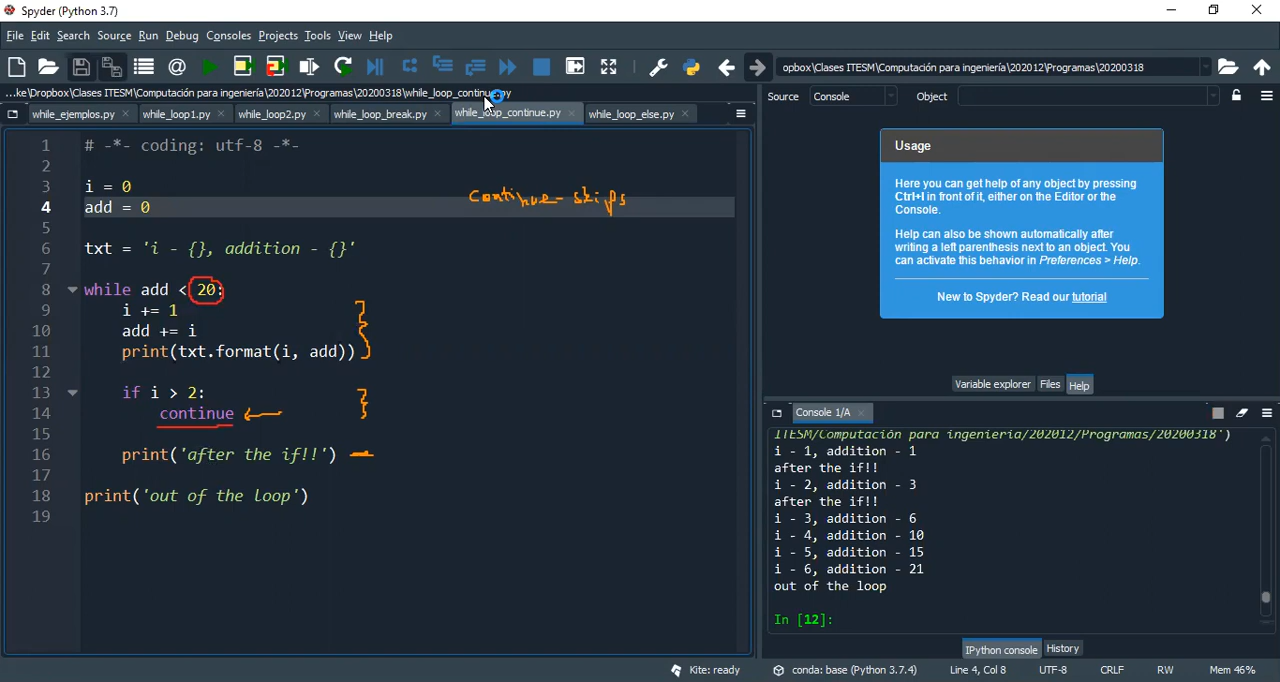 Spyder (Python 3.7)
File Edit Search Source Run Debug Consoles Projects Tools View Help
opbox\Clases ITESM\Computación para ingeniería\202012\Programas\20200318
...ke\Dropbox\Clases ITESM\Computación para ingeniería\202012\Programas\20200318\while_loop_continue.py
Source Console Object
while_ejemplos.py while_loop1.py while_loop2.py while_loop_break.py while_loop_continue.py while_loop_else.py
1 # -*- coding: utf-8 -*-
2
3 i = 0
4 add = 0
5
6 txt = 'i - {}, addition - {}'
7
8 while add < 20:
9 i += 1
10 add += i
11 print(txt.format(i, add))
12
13 if i > 2:
14 continue
15
16 print('after the if!!')
17
18 print('out of the loop')
19
Continue - skips
Usage
Here you can get help of any object by pressing
Ctrl+I in front of it, either on the Editor or the
Console.
Help can also be shown automatically after
writing a left parenthesis next to an object. You
can activate this behavior in Preferences > Help.
New to Spyder? Read our tutorial
Variable explorer Files Help
Console 1/A
ITESM/Computación para ingeniería/202012/Programas/20200318')
i - 1, addition - 1
after the if!!
i - 2, addition - 3
after the if!!
i - 3, addition - 6
i - 4, addition - 10
i - 5, addition - 15
i - 6, addition - 21
out of the loop
In [12]:
IPython console History
Kite: ready conda: base (Python 3.7.4) Line 4, Col 8 UTF-8 CRLF RW Mem 46%